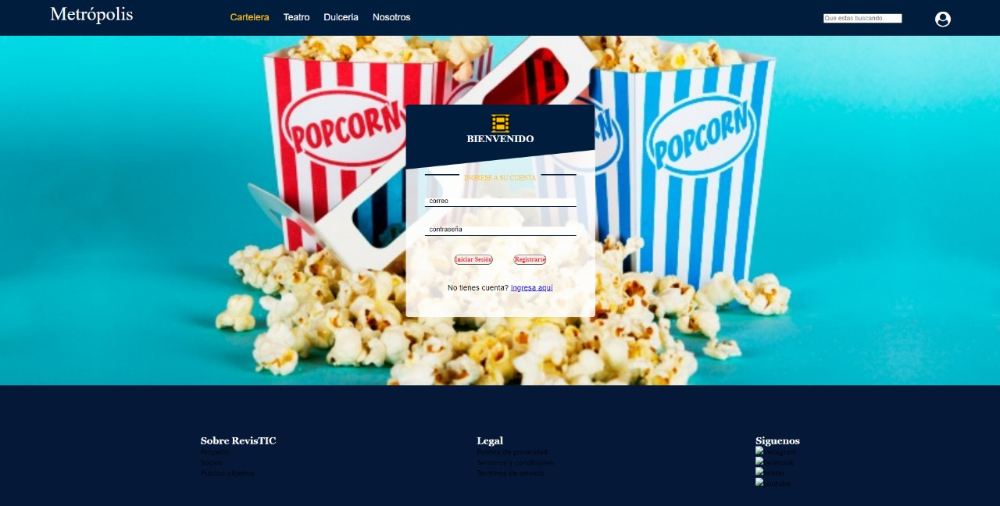 Metrópolis
Cartelera Teatro Dulceria Nosotros
Que estas buscando...
POPCORN
POPCORN
BIENVENIDO
INGRESE A SU CUENTA
correo
contraseña
Iniciar Sesión Registrarse
No tienes cuenta? Ingresa aquí
Sobre RevisTIC
Proyecto
Socios
Publico objetivo
Legal
Politica de privacidad
Terminos y condiciones
Terminos de servicio
Siguenos
instagram
facebook
twitter
youtube